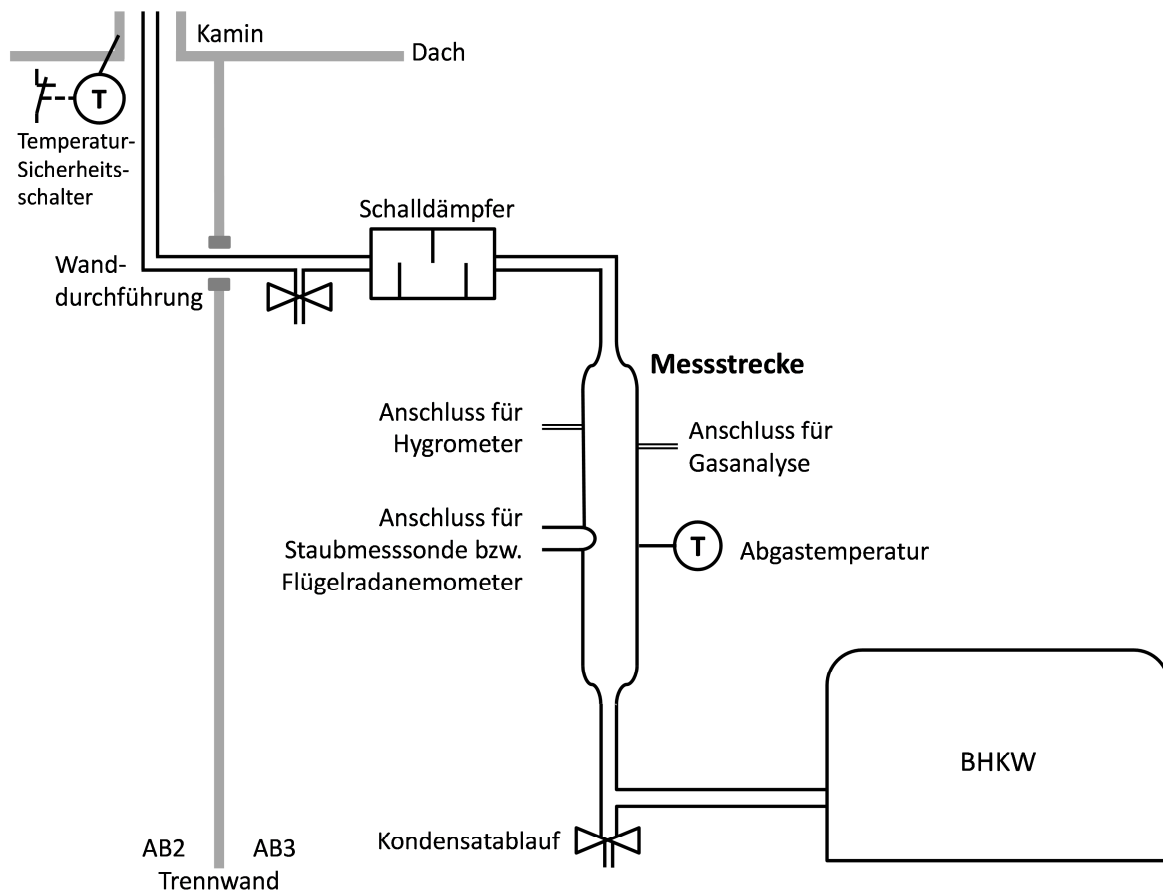 Kamin
Dach
T
Temperatur-
Sicherheits-
schalter
Schalldämpfer
Wand-
durchführung
Messstrecke
Anschluss für
Hygrometer
Anschluss für
Gasanalyse
Anschluss für
Staubmesssonde bzw.
Flügelradanemometer
T
Abgastemperatur
BHKW
Kondensatablauf
AB2
AB3
Trennwand